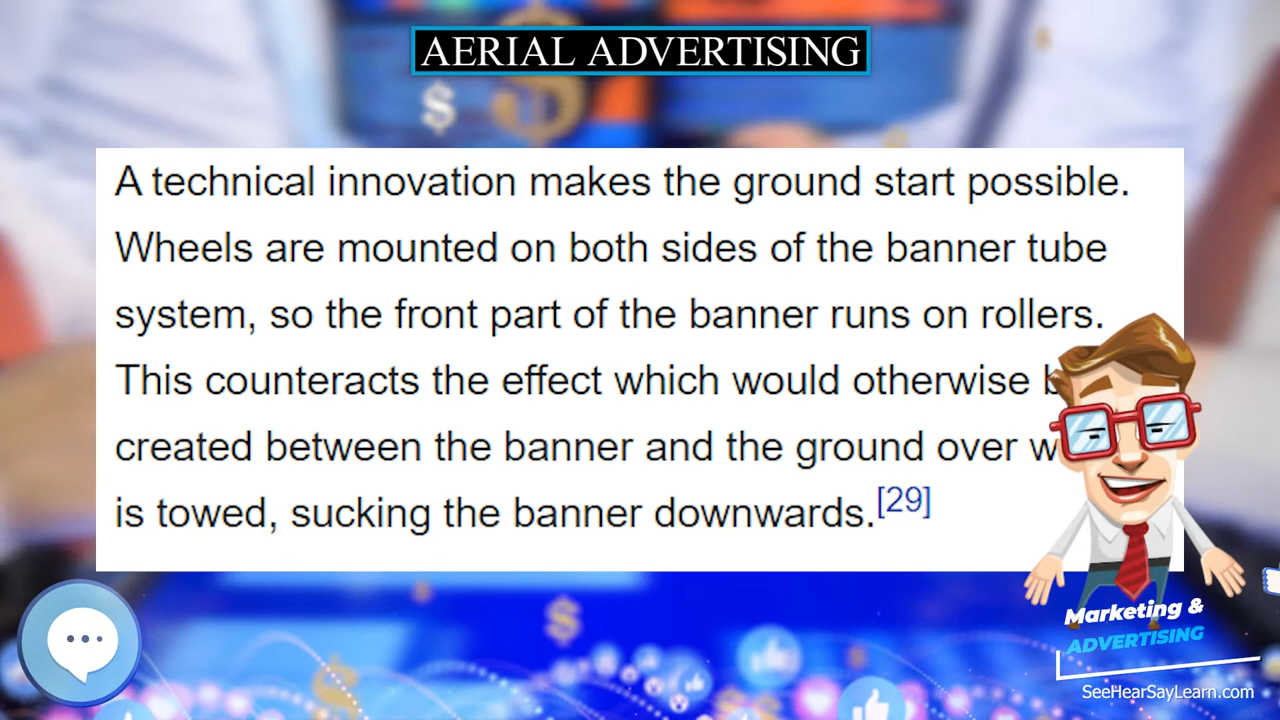 AERIAL ADVERTISING
A technical innovation makes the ground start possible.
Wheels are mounted on both sides of the banner tube
system, so the front part of the banner runs on rollers.
This counteracts the effect which would otherwise
created between the banner and the ground over
is towed, sucking the banner downwards.[29]
Marketing &
ADVERTISING
SeeHearSayLearn.com